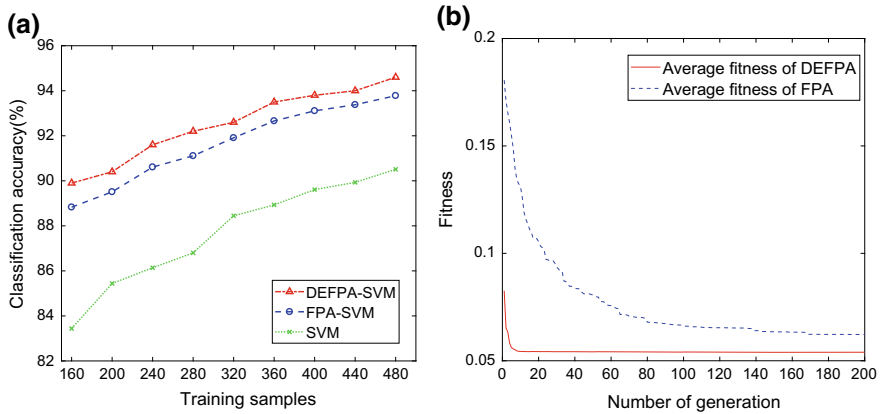 (a)
96
94
92
90
88
86
84
82
Classification accuracy(%)
160 200 240 280 320 360 400 440 480
Training samples
DEFPA-SVM
FPA-SVM
SVM
(b)
0.2
0.15
0.1
0.05
Fitness
0 20 40 60 80 100 120 140 160 180 200
Number of generation
Average fitness of DEFPA
Average fitness of FPA